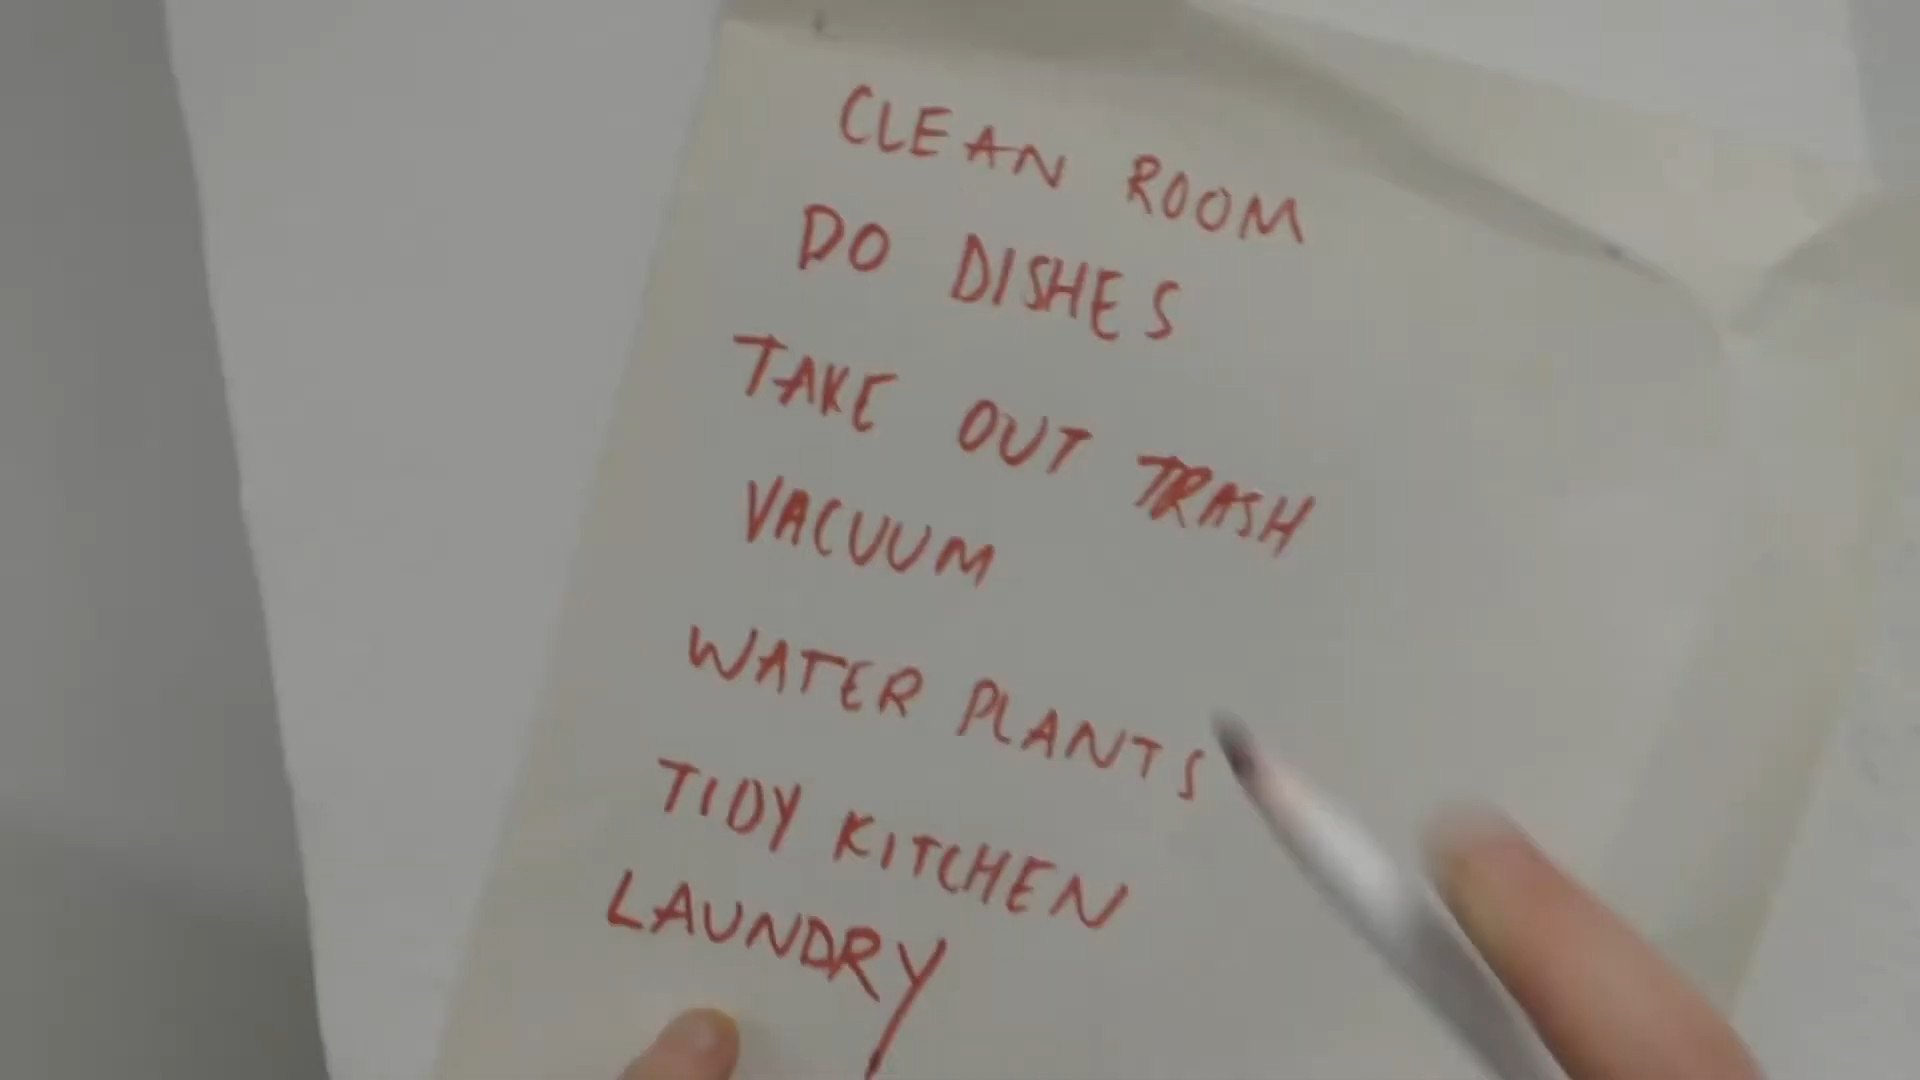 CLEAN ROOM
DO DISHES
TAKE OUT TRASH
VACUUM
WATER PLANTS
TIDY KITCHEN
LAUNDRY